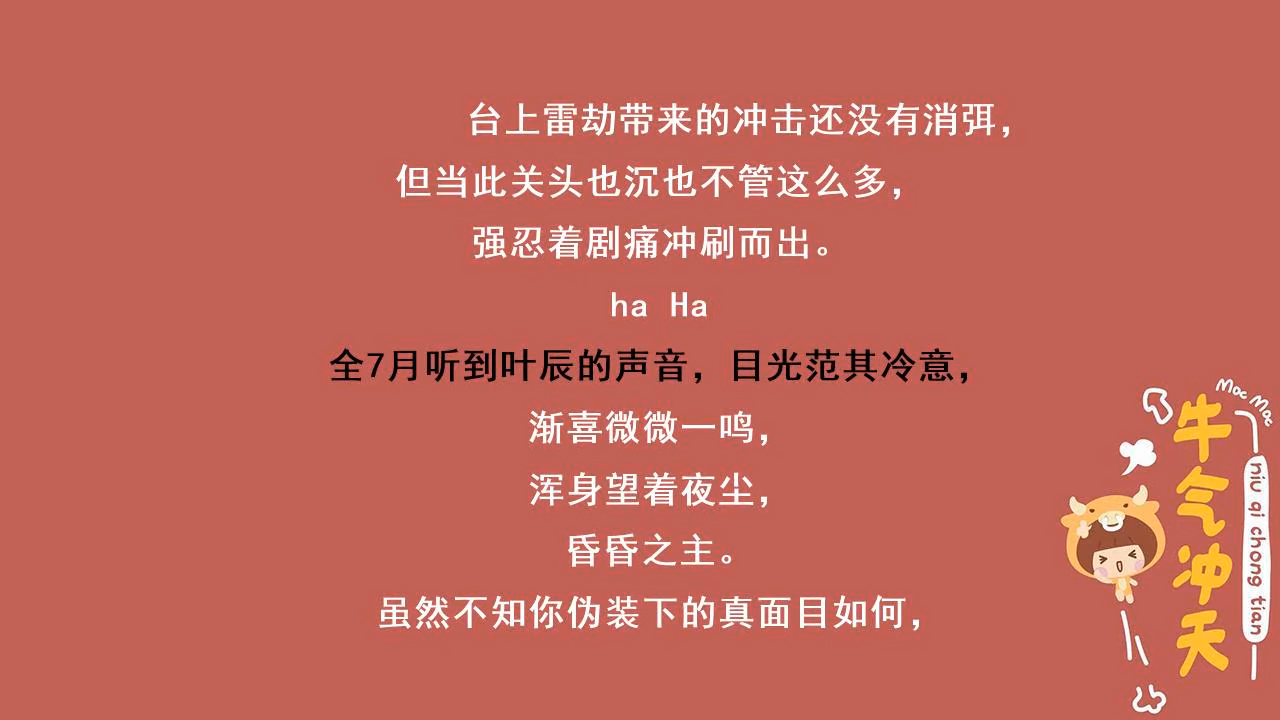 台上雷劫带来的冲击还没有消弭，
但当此关头也沉也不管这么多，
强忍着剧痛冲刷而出。
ha Ha
全7月听到叶辰的声音，目光范其冷意，
渐喜微微一鸣，
浑身望着夜尘，
昏昏之主。
虽然不知你伪装下的真面目如何，
Moc Moc
牛气冲天
niu qi chong tian